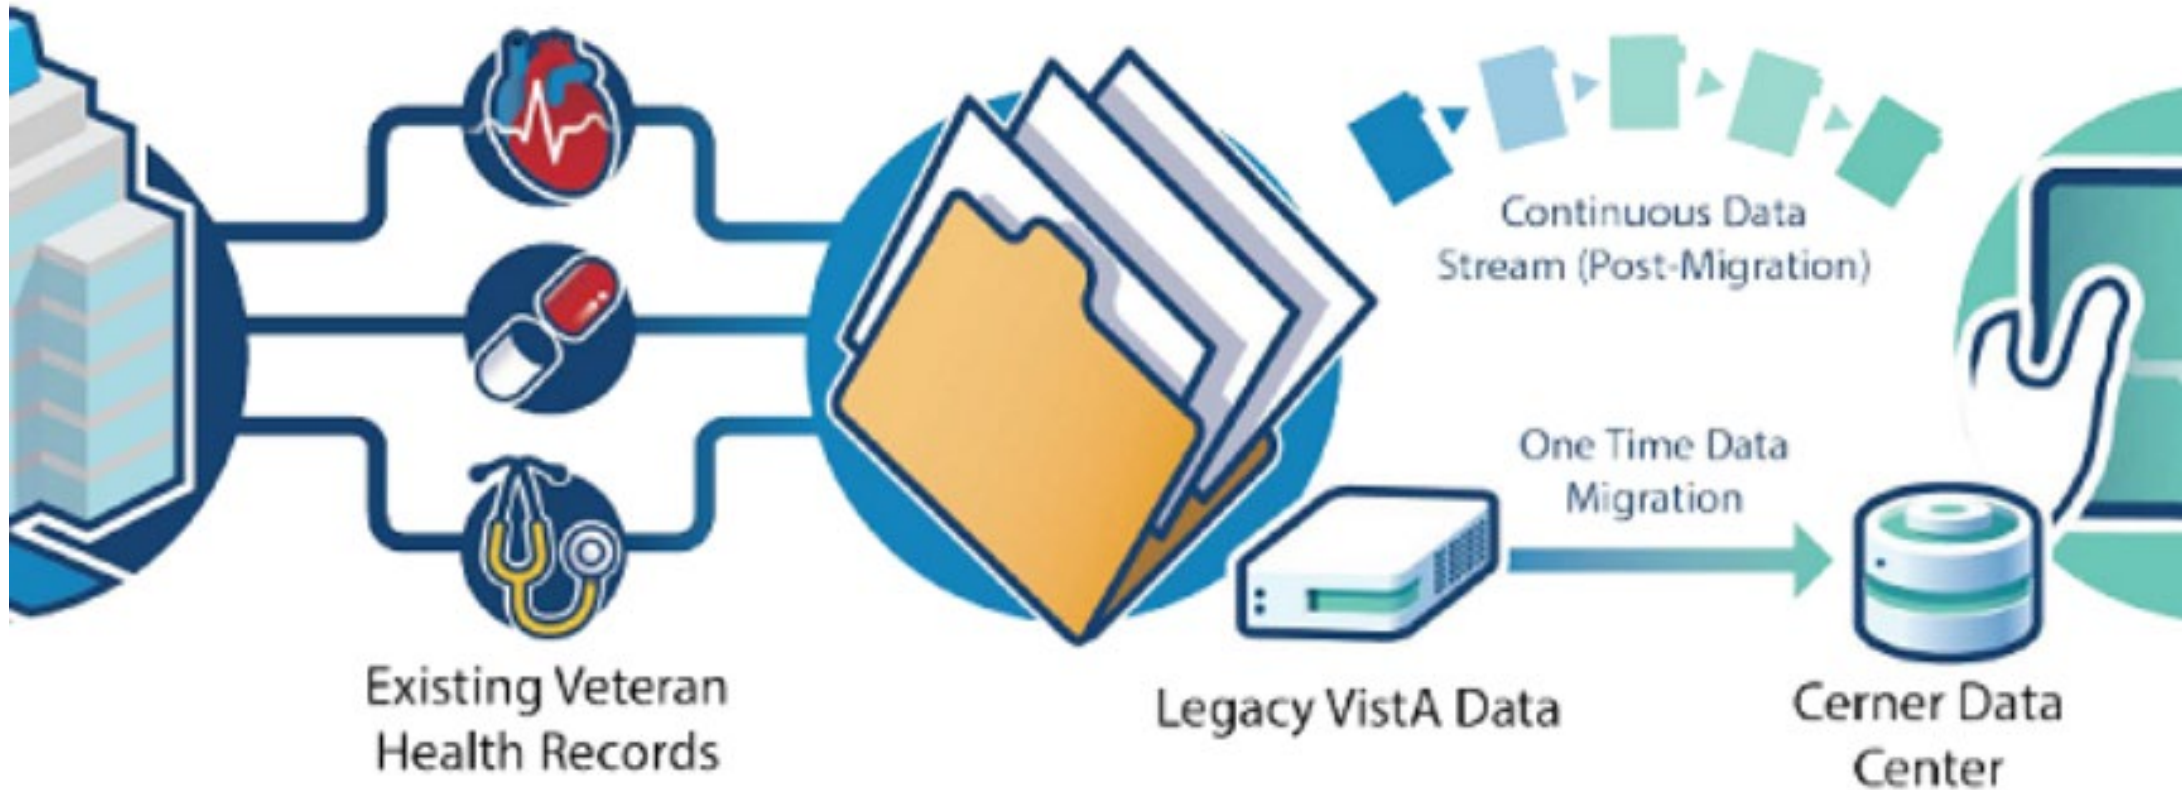 Continuous Data
Stream (Post-Migration)
One Time Data
Migration
Existing Veteran
Health Records
Legacy VistA Data
Cerner Data
Center